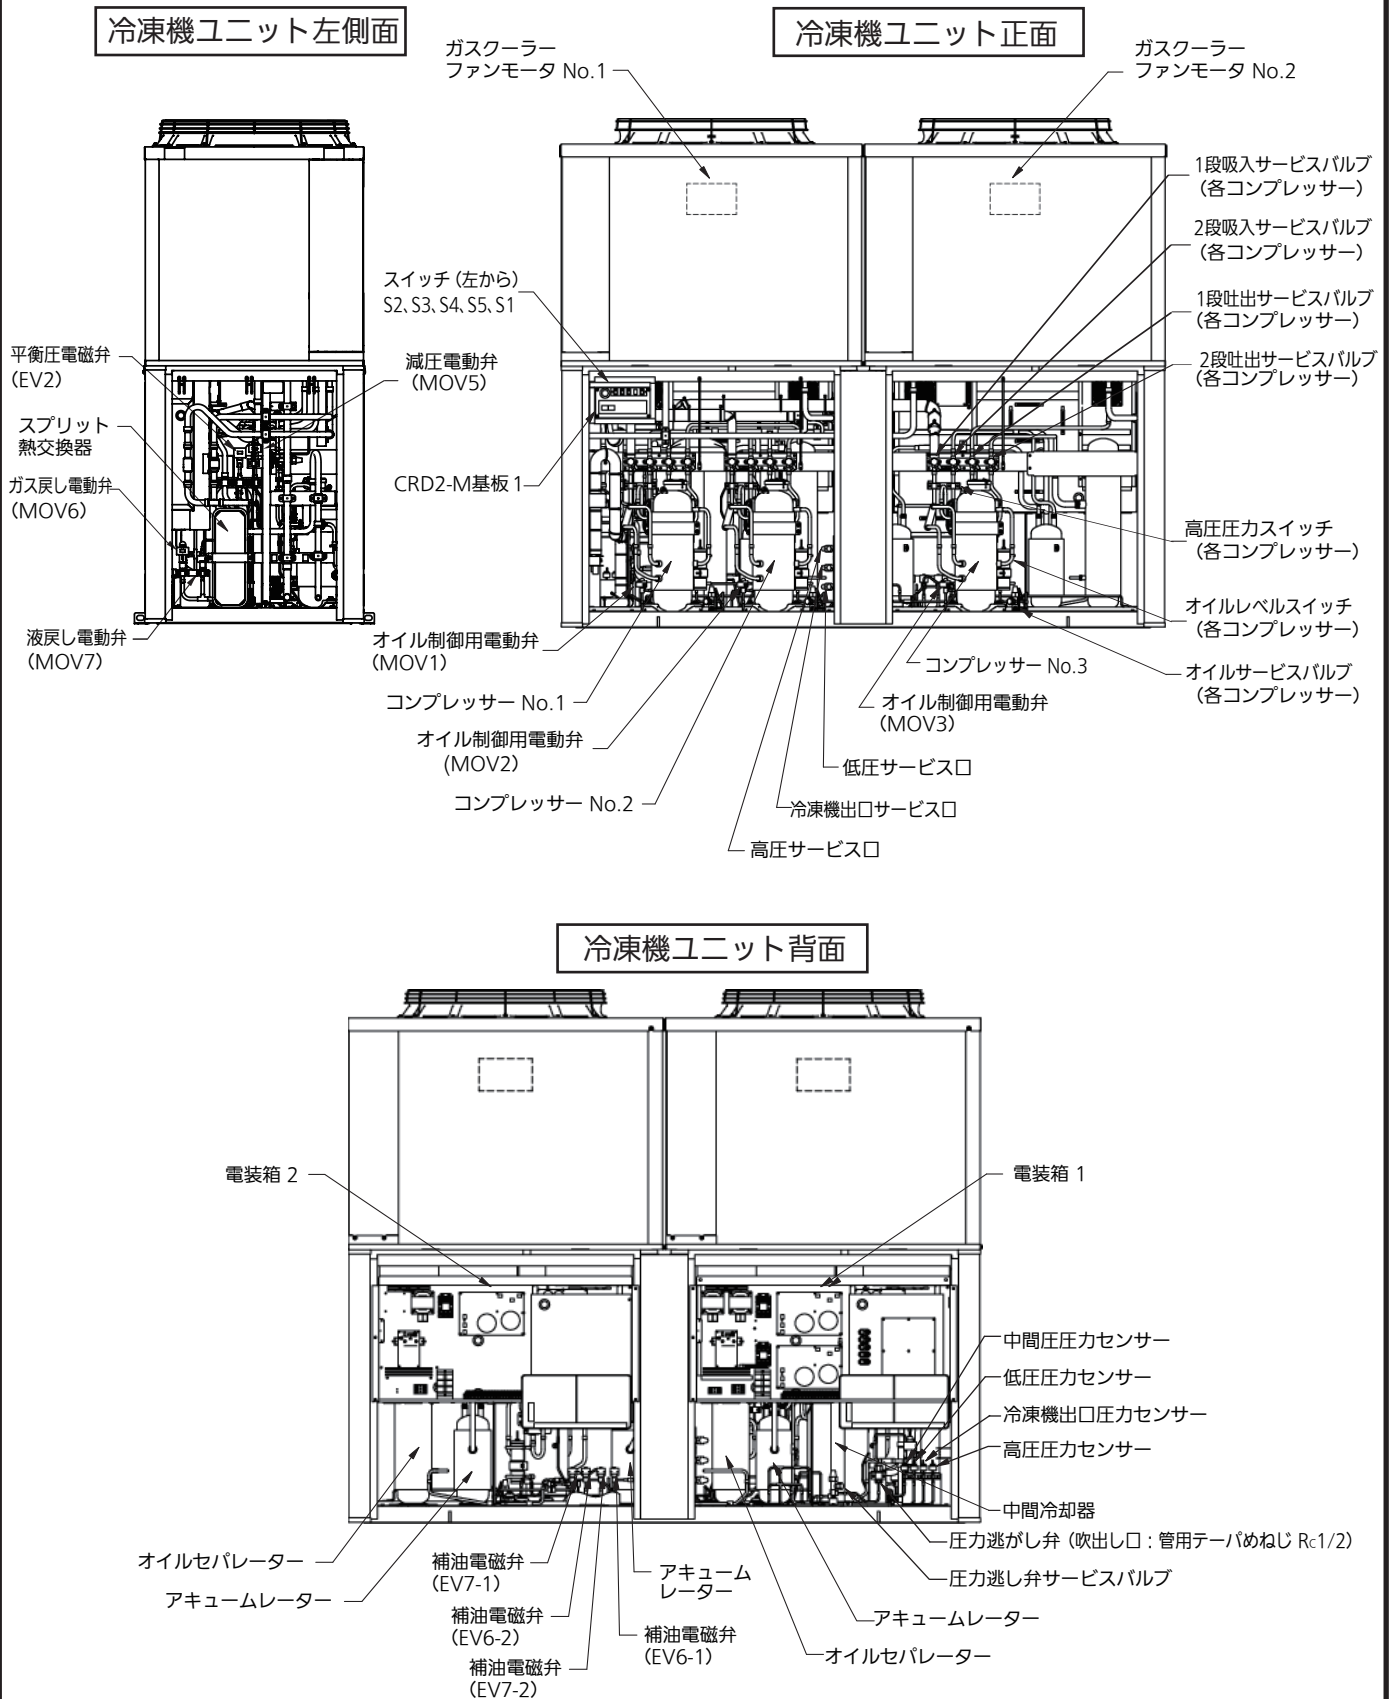 冷凍機ユニット左側面
冷凍機ユニット正面
ガスクーラー
ファンモータ No.1
ガスクーラー
ファンモータ No.2
1段吸入サービスバルブ
(各コンプレッサー)
2段吸入サービスバルブ
(各コンプレッサー)
1段吐出サービスバルブ
(各コンプレッサー)
2段吐出サービスバルブ
(各コンプレッサー)
スイッチ (左から)
S2、S3、S4、S5、S1
平衡圧電磁弁
(EV2)
減圧電動弁
(MOV5)
スプリット
熱交換器
ガス戻し電動弁
(MOV6)
CRD2-M基板 1
高圧圧力スイッチ
(各コンプレッサー)
オイルレベルスイッチ
(各コンプレッサー)
オイルサービスバルブ
(各コンプレッサー)
液戻し電動弁
(MOV7)
オイル制御用電動弁
(MOV1)
コンプレッサー No.3
コンプレッサー No.1
オイル制御用電動弁
(MOV3)
オイル制御用電動弁
(MOV2)
低圧サービス口
コンプレッサー No.2
冷凍機出口サービス口
高圧サービス口
冷凍機ユニット背面
電装箱 2
電装箱 1
中間圧圧力センサー
低圧圧力センサー
冷凍機出口圧力センサー
高圧圧力センサー
中間冷却器
圧力逃がし弁 (吹出し口 : 管用テーパめねじ Rc1/2)
圧力逃し弁サービスバルブ
オイルセパレーター
アキュームレーター
補油電磁弁
(EV7-1)
アキューム
レーター
補油電磁弁
(EV6-2)
補油電磁弁
(EV6-1)
補油電磁弁
(EV7-2)
アキュームレーター
オイルセパレーター